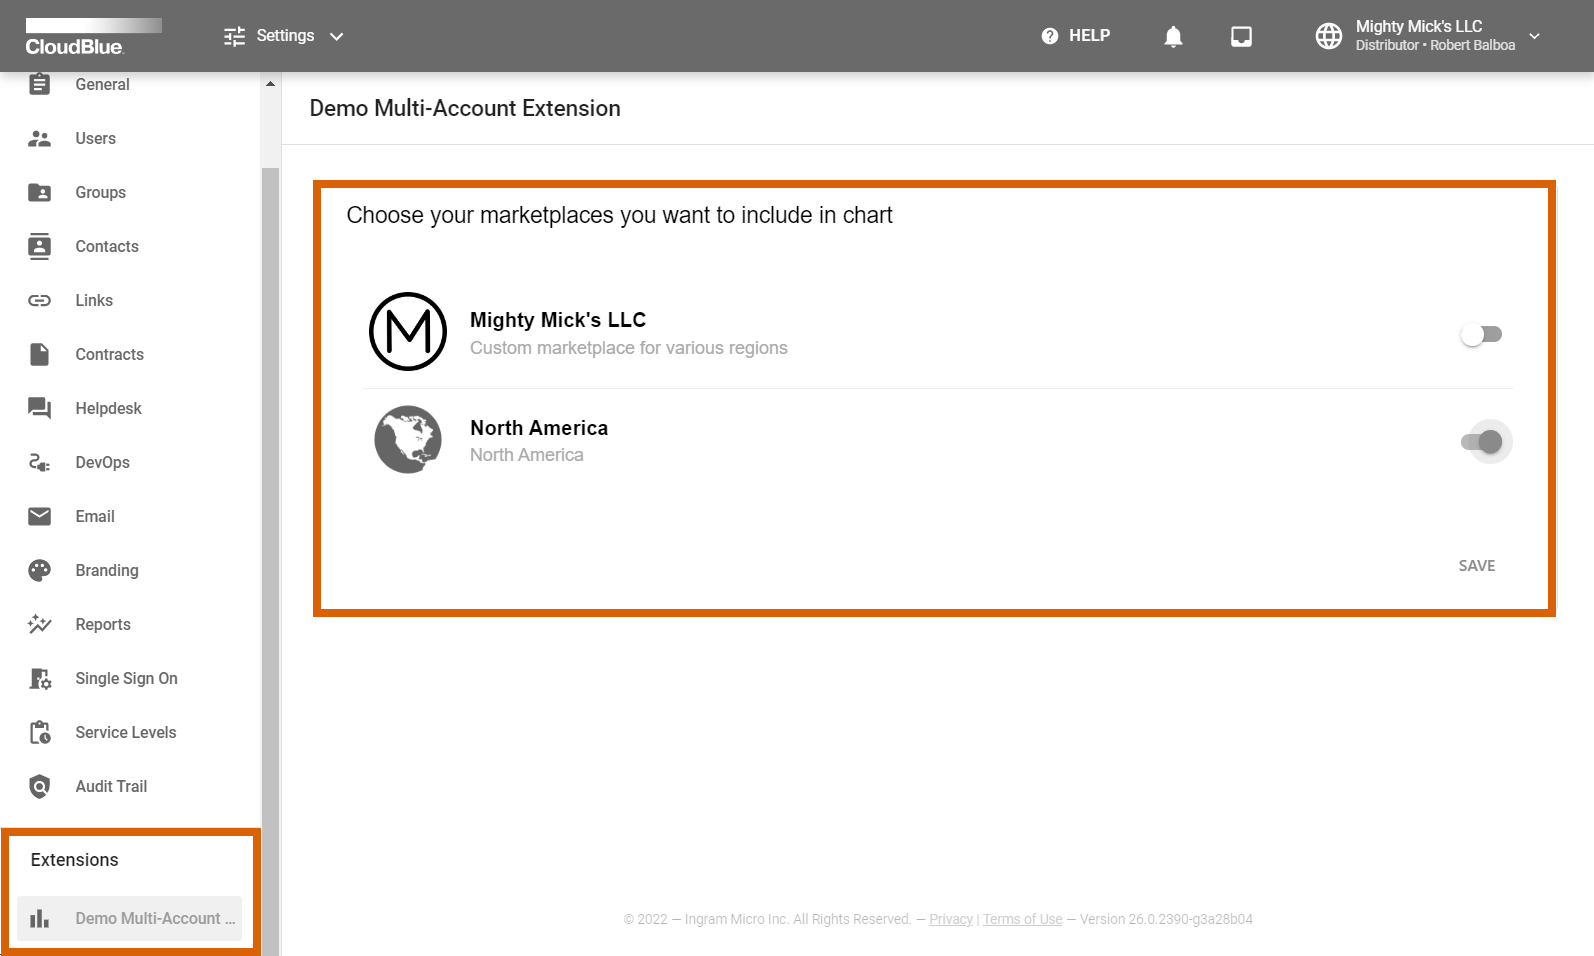 CloudBlue
Settings
HELP
Mighty Mick's LLC
Distributor • Robert Balboa
General
Users
Groups
Contacts
Links
Contracts
Helpdesk
DevOps
Email
Branding
Reports
Single Sign On
Service Levels
Audit Trail
Extensions
Demo Multi-Account ...
Demo Multi-Account Extension
Choose your marketplaces you want to include in chart
M
Mighty Mick's LLC
Custom marketplace for various regions
North America
North America
SAVE
© 2022 — Ingram Micro Inc. All Rights Reserved. — Privacy | Terms of Use — Version 26.0.2390-g3a28b04